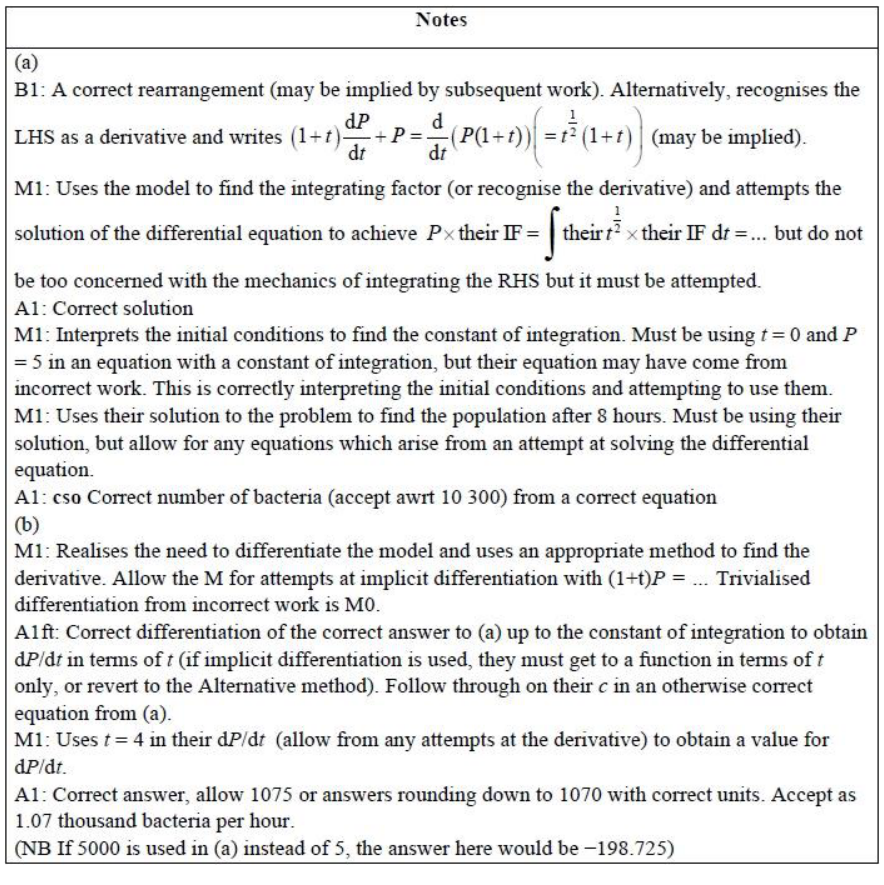 Notes
(a)
B1: A correct rearrangement (may be implied by subsequent work). Alternatively, recognises the
LHS as a derivative and writes (1+t) dP/dt + P = d/dt (P(1+t)) ( = t^(1/2) (1+t) ) (may be implied).
M1: Uses the model to find the integrating factor (or recognise the derivative) and attempts the
solution of the differential equation to achieve P× their IF = ∫ their t^(1/2) × their IF dt = ... but do not
be too concerned with the mechanics of integrating the RHS but it must be attempted.
A1: Correct solution
M1: Interprets the initial conditions to find the constant of integration. Must be using t = 0 and P
= 5 in an equation with a constant of integration, but their equation may have come from
incorrect work. This is correctly interpreting the initial conditions and attempting to use them.
M1: Uses their solution to the problem to find the population after 8 hours. Must be using their
solution, but allow for any equations which arise from an attempt at solving the differential
equation.
A1: cso Correct number of bacteria (accept awrt 10 300) from a correct equation
(b)
M1: Realises the need to differentiate the model and uses an appropriate method to find the
derivative. Allow the M for attempts at implicit differentiation with (1+t)P = ... Trivialised
differentiation from incorrect work is M0.
A1ft: Correct differentiation of the correct answer to (a) up to the constant of integration to obtain
dP/dt in terms of t (if implicit differentiation is used, they must get to a function in terms of t
only, or revert to the Alternative method). Follow through on their c in an otherwise correct
equation from (a).
M1: Uses t = 4 in their dP/dt (allow from any attempts at the derivative) to obtain a value for
dP/dt.
A1: Correct answer, allow 1075 or answers rounding down to 1070 with correct units. Accept as
1.07 thousand bacteria per hour.
(NB If 5000 is used in (a) instead of 5, the answer here would be −198.725)